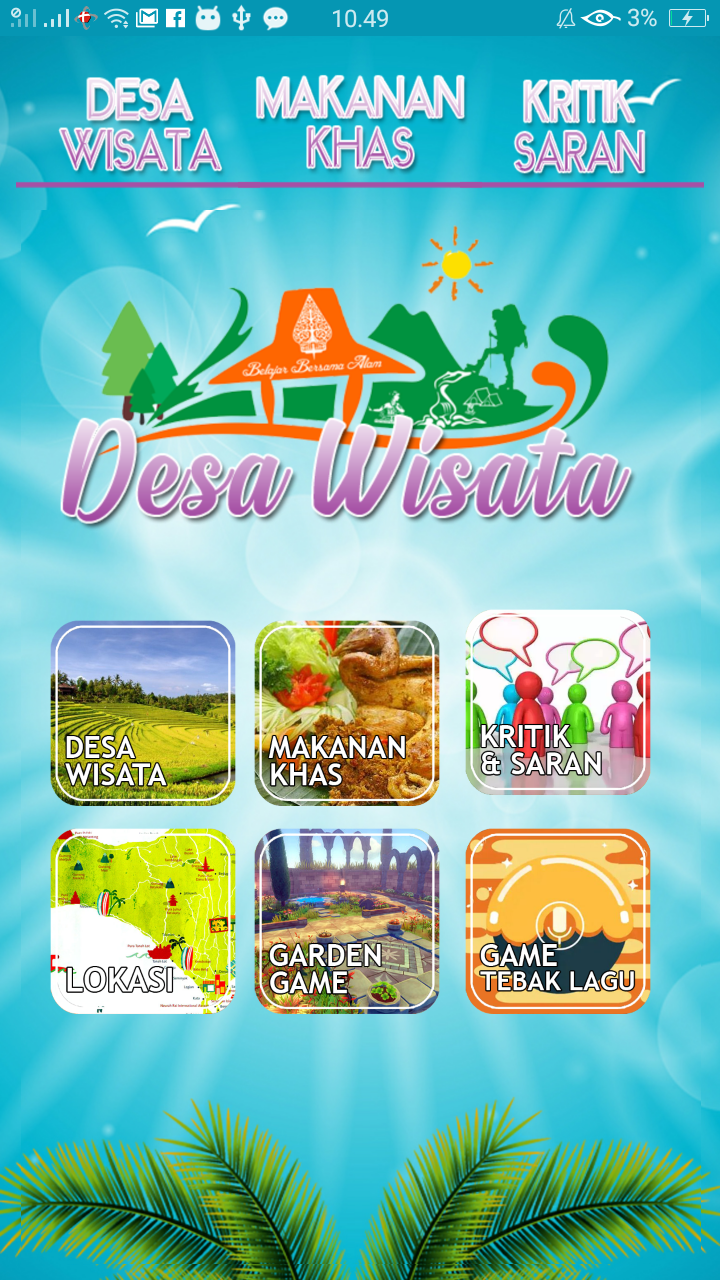 10.49
3%
DESA
WISATA
MAKANAN
KHAS
KRITIK
SARAN
Belajar Bersama Alam
Desa Wisata
DESA
WISATA
MAKANAN
KHAS
KRITIK
& SARAN
LOKASI
GARDEN
GAME
GAME
TEBAK LAGU